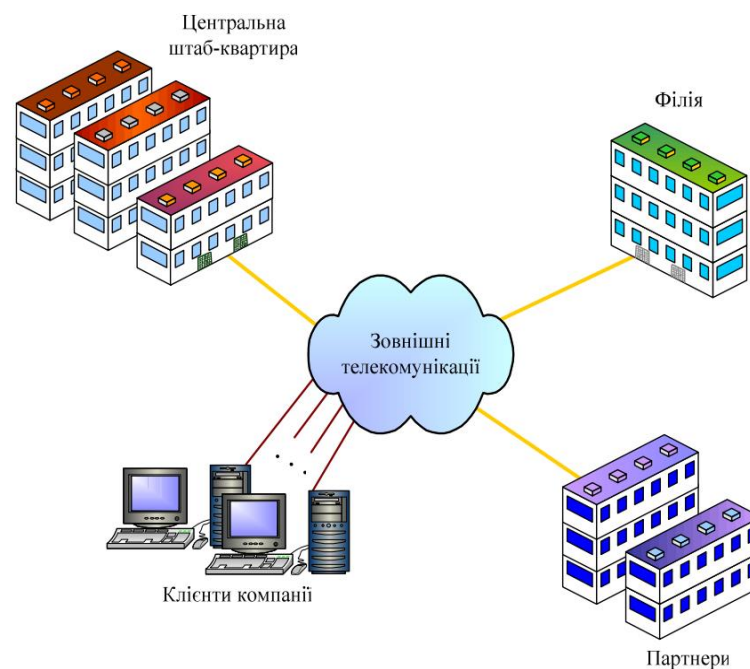 Центральна
штаб-квартира
Філія
Зовнішні
телекомунікації
Клієнти компанії
Партнери